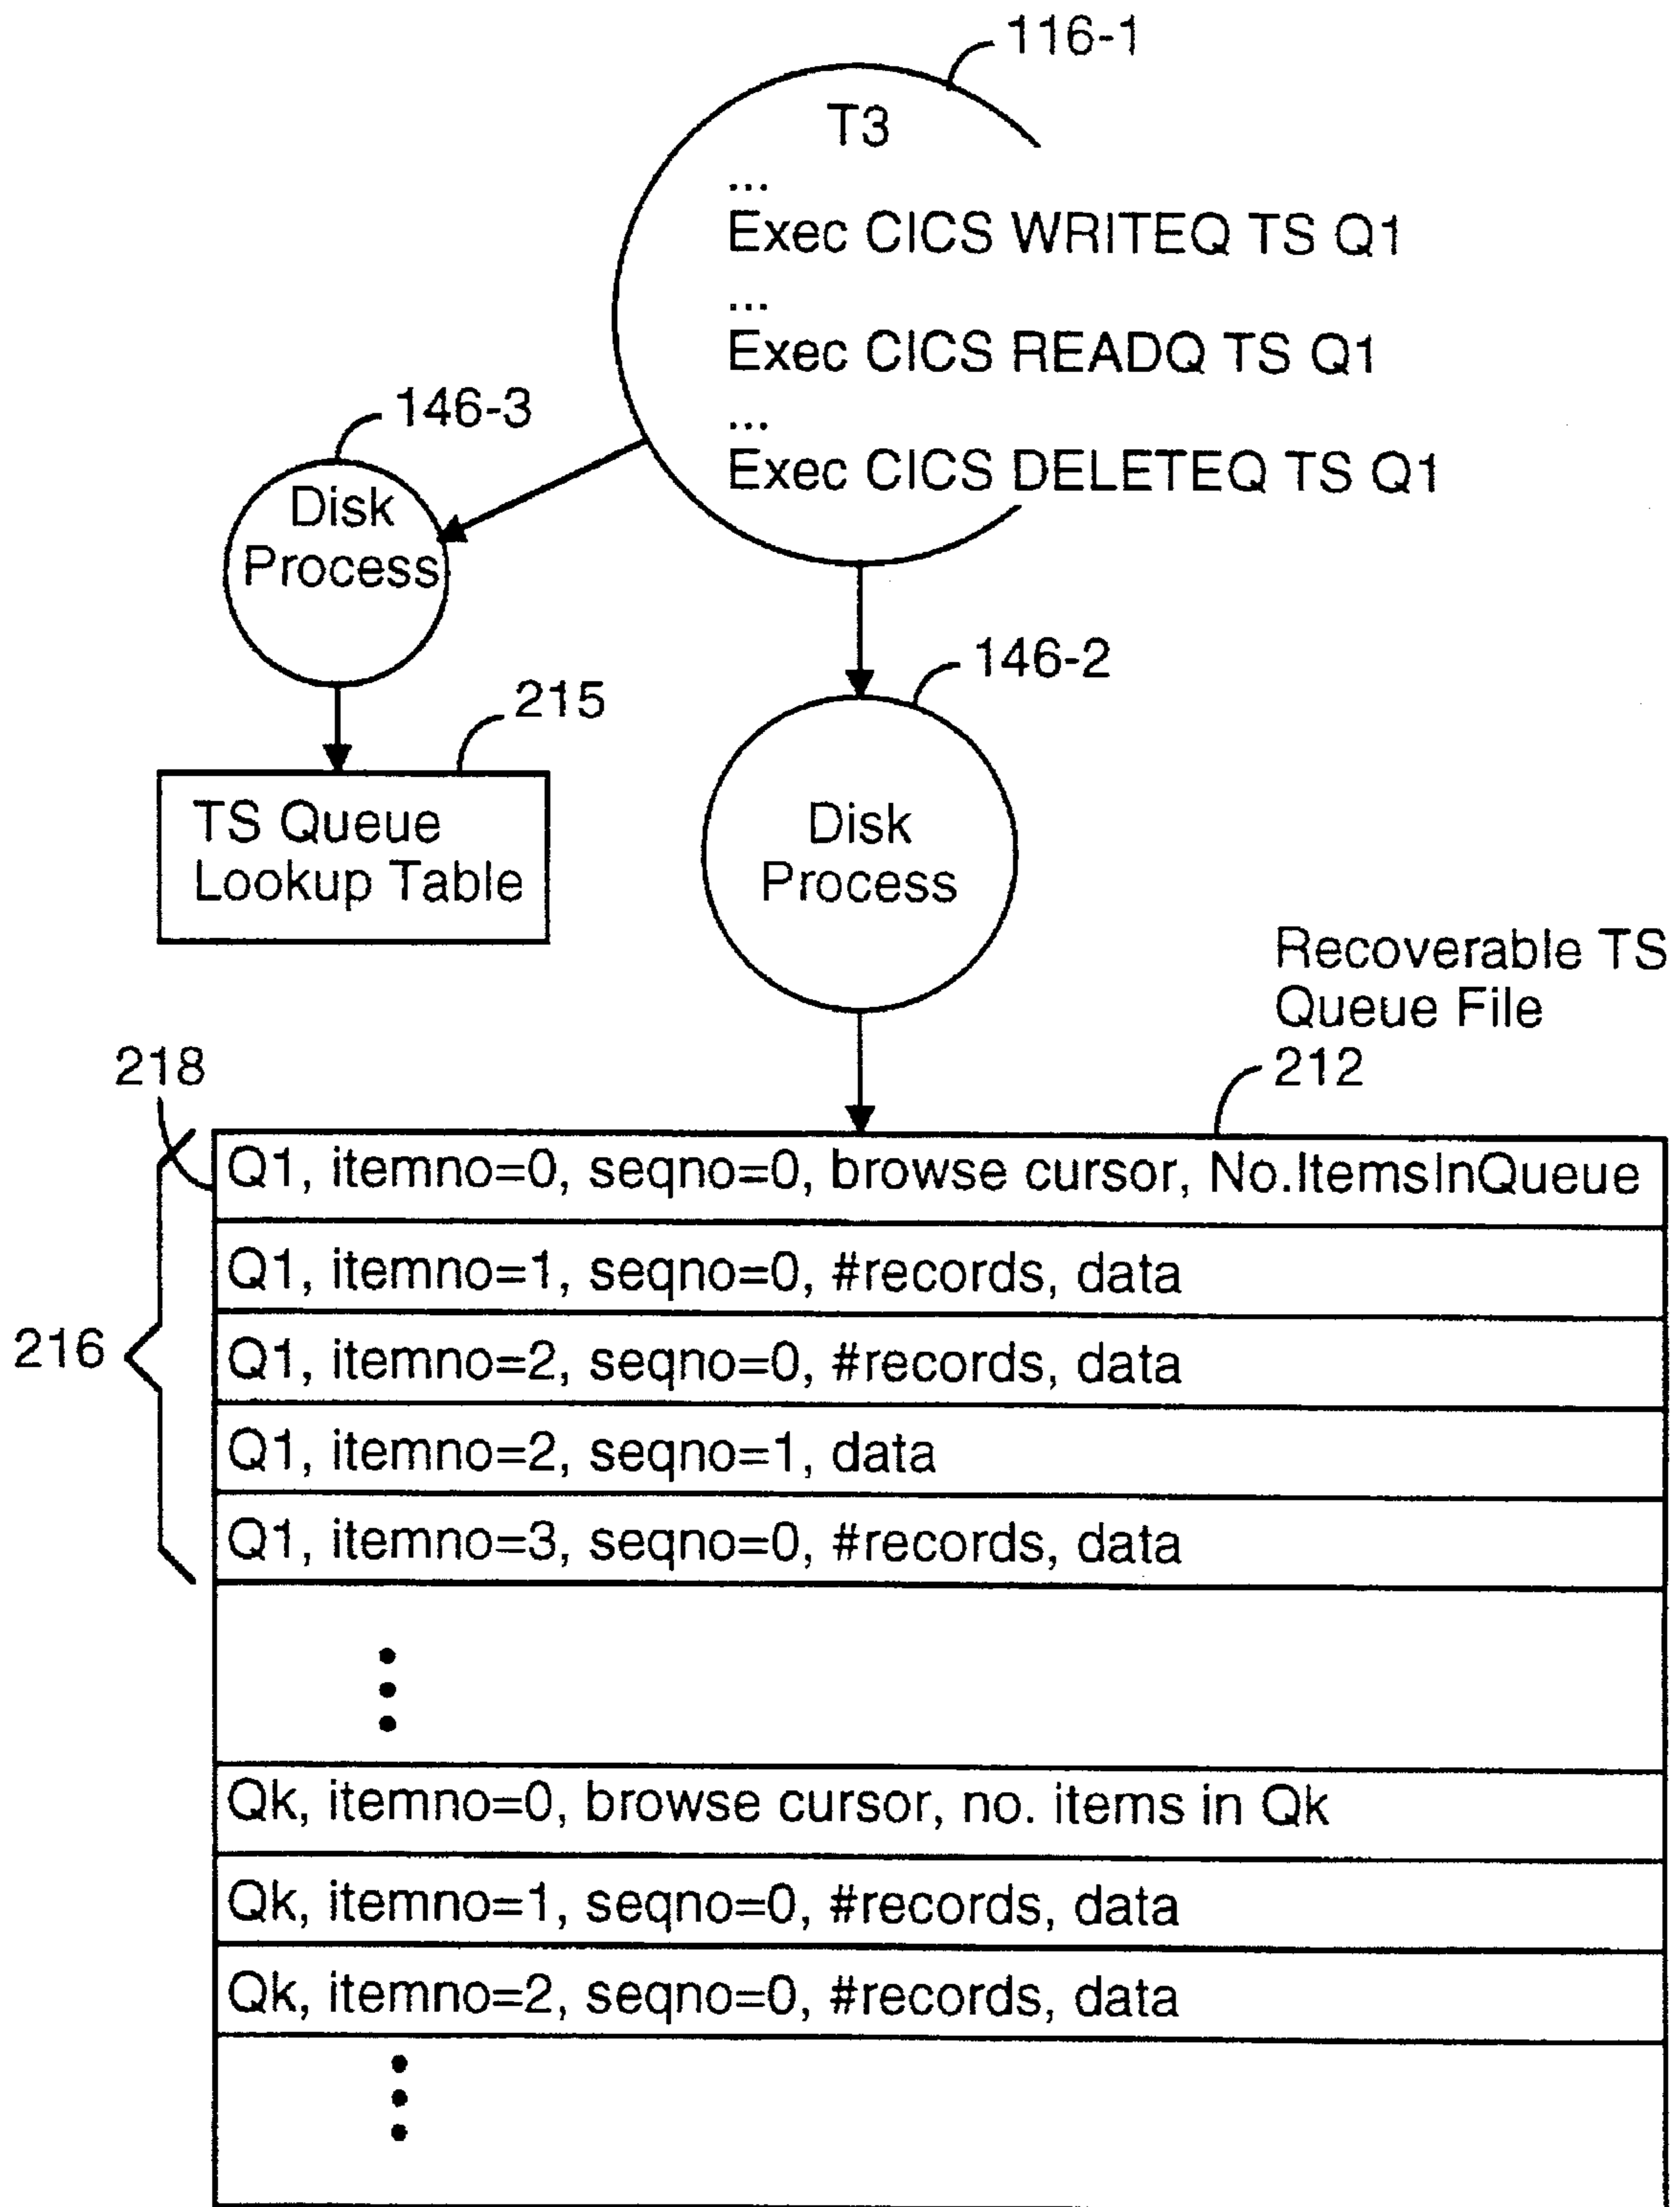 116-1
T3
...
Exec CICS WRITEQ TS Q1
...
Exec CICS READQ TS Q1
...
Exec CICS DELETEQ TS Q1
146-3
Disk
Process
146-2
215
TS Queue
Lookup Table
Disk
Process
Recoverable TS
Queue File
212
218
216
Q1, itemno=0, seqno=0, browse cursor, No.ItemsInQueue
Q1, itemno=1, seqno=0, #records, data
Q1, itemno=2, seqno=0, #records, data
Q1, itemno=2, seqno=1, data
Q1, itemno=3, seqno=0, #records, data
Qk, itemno=0, browse cursor, no. items in Qk
Qk, itemno=1, seqno=0, #records, data
Qk, itemno=2, seqno=0, #records, data